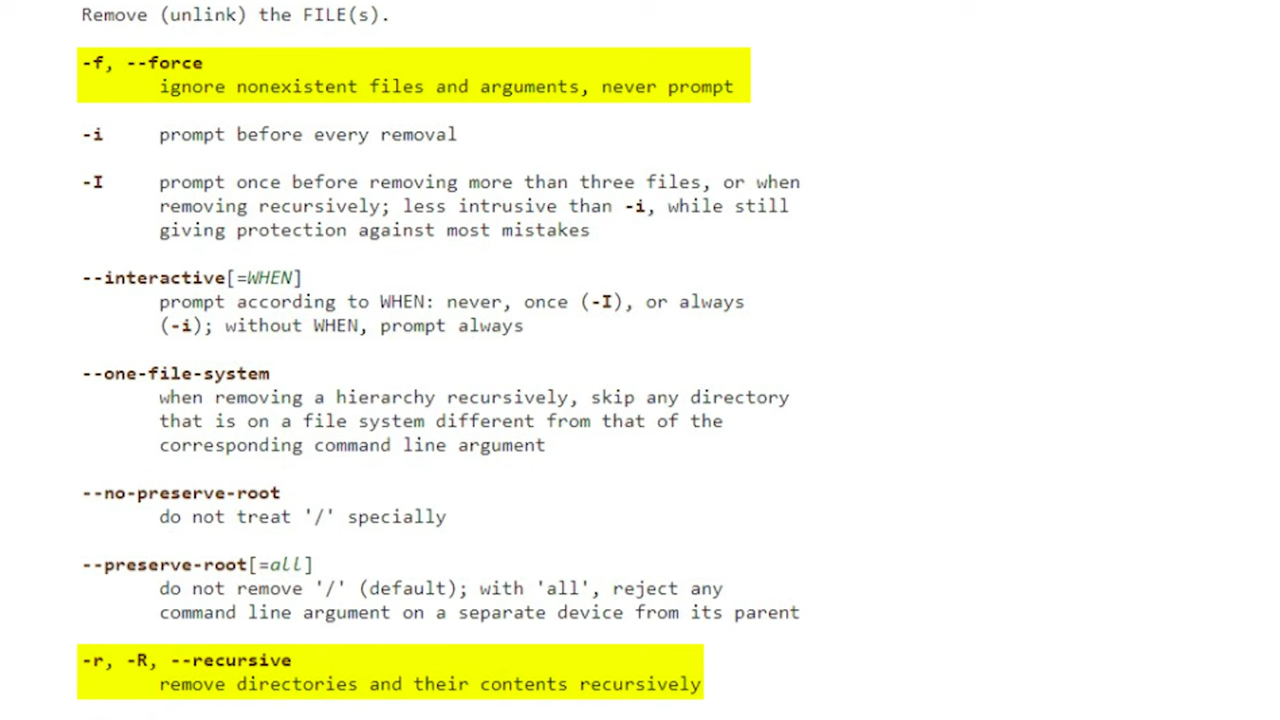 Remove (unlink) the FILE(s).
-f, --force
ignore nonexistent files and arguments, never prompt
-i prompt before every removal
-I prompt once before removing more than three files, or when
removing recursively; less intrusive than -i, while still
giving protection against most mistakes
--interactive[=WHEN]
prompt according to WHEN: never, once (-I), or always
(-i); without WHEN, prompt always
--one-file-system
when removing a hierarchy recursively, skip any directory
that is on a file system different from that of the
corresponding command line argument
--no-preserve-root
do not treat '/' specially
--preserve-root[=all]
do not remove '/' (default); with 'all', reject any
command line argument on a separate device from its parent
-r, -R, --recursive
remove directories and their contents recursively